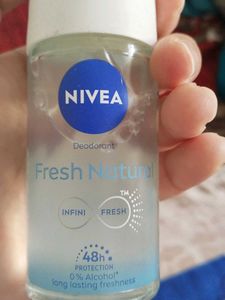 NIVEA
Deodorant
Fresh Natural
INFINI FRESH ™
48h
PROTECTION
0% Alcohol*
long lasting freshness